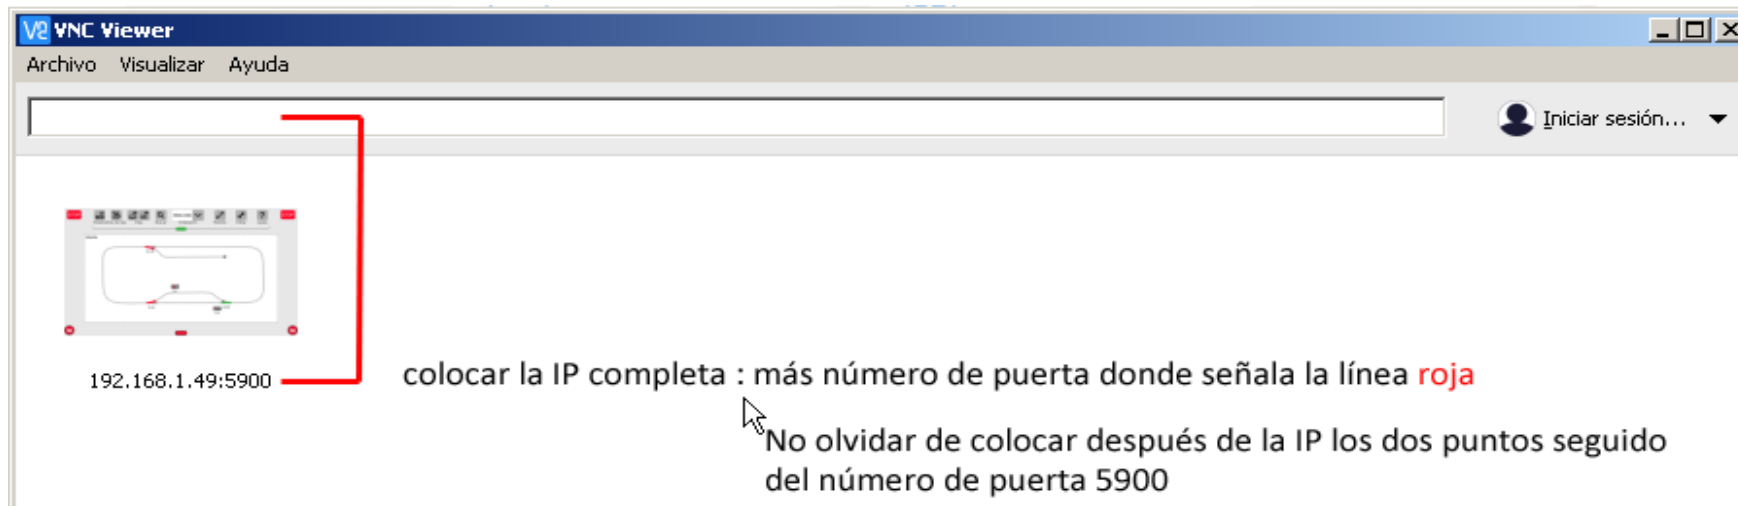 VNC Viewer
Archivo Visualizar Ayuda
Iniciar sesión...
192.168.1.49:5900
colocar la IP completa : más número de puerta donde señala la línea roja
No olvidar de colocar después de la IP los dos puntos seguido
del número de puerta 5900